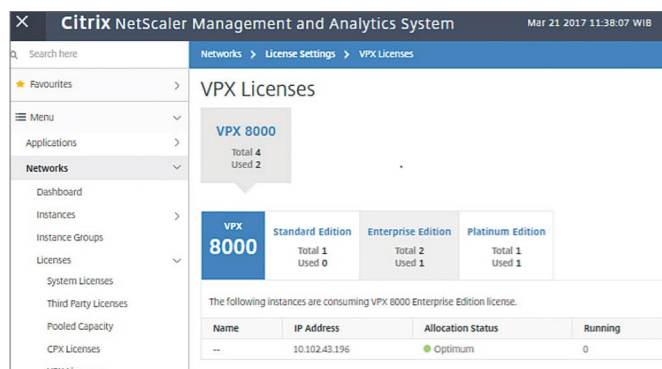 Citrix NetScaler Management and Analytics System
Mar 21 2017 11:38:07 WIB
Search here
Favourites
Menu
Applications
Networks
Dashboard
Instances
Instance Groups
Licenses
System Licenses
Third Party Licenses
Pooled Capacity
CPX Licenses
Networks > License Settings > VPX Licenses
VPX Licenses
VPX 8000
Total 4
Used 2
VPX
8000
Standard Edition
Total 1
Used 0
Enterprise Edition
Total 2
Used 1
Platinum Edition
Total 1
Used 1
The following instances are consuming VPX 8000 Enterprise Edition license.
Name IP Address Allocation Status Running
-- 10.102.43.196 Optimum 0